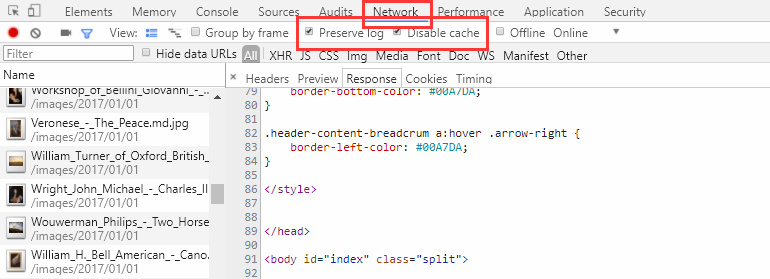 Elements Memory Console Sources Audits Network Performance Application Security
View: Group by frame Preserve log Disable cache Offline Online
Filter Hide data URLs All XHR JS CSS Img Media Font Doc WS Manifest Other
Name
× Headers Preview Response Cookies Timing
Workshop_of_Bellini_Giovanni_-_...
/images/2017/01/01
Veronese_-_The_Peace.md.jpg
/images/2017/01/01
William_Turner_of_Oxford_British_
/images/2017/01/01
Wright_John_Michael_-_Charles_II
/images/2017/01/01
Wouwerman_Philips_-_Two_Horse
/images/2017/01/01
William_H._Bell_American_-_Cano.
/images/2017/01/01
79 border-bottom-color: #00A7DA;
80 }
81
82 .header-content-breadcrum a:hover .arrow-right {
83 border-left-color: #00A7DA;
84 }
85
86 </style>
87
88
89 </head>
90
91 <body id="index" class="split">
92